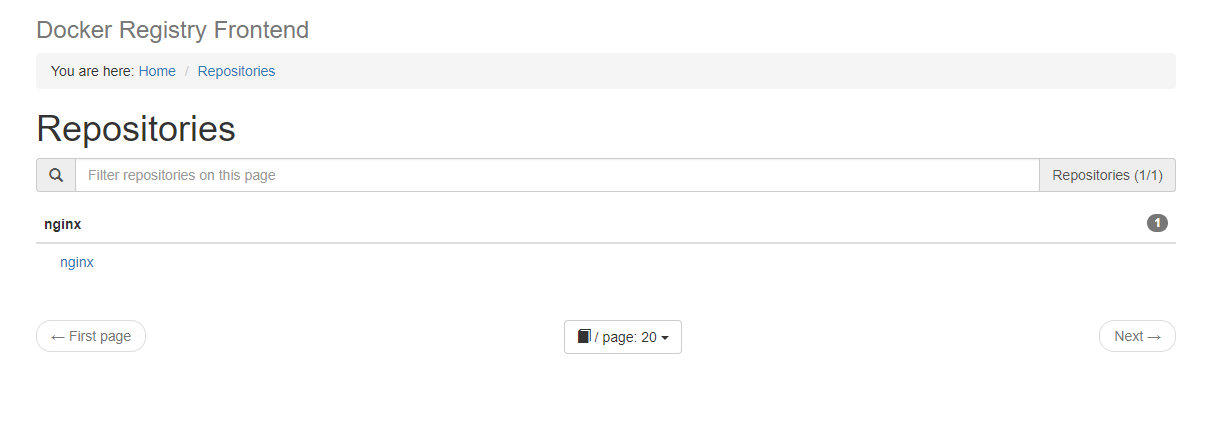 Docker Registry Frontend
You are here: Home / Repositories
Repositories
Filter repositories on this page Repositories (1/1)
nginx 1
nginx
← First page / page: 20 Next →